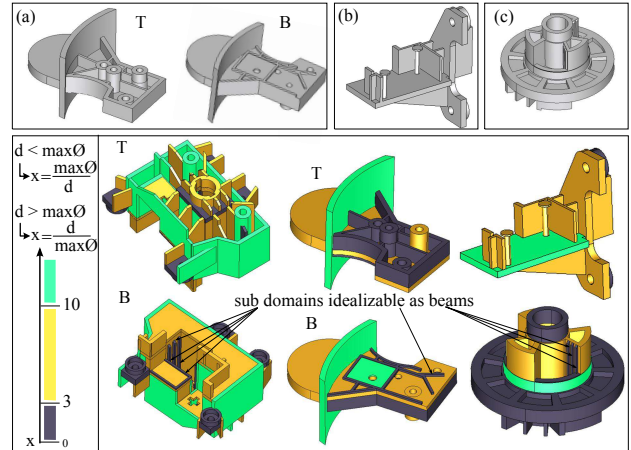 (a)
T
B
(b)
(c)
d < maxØ
x = maxØ / d
d > maxØ
x = d / maxØ
10
3
x
0
T
T
B
sub domains idealizable as beams
B